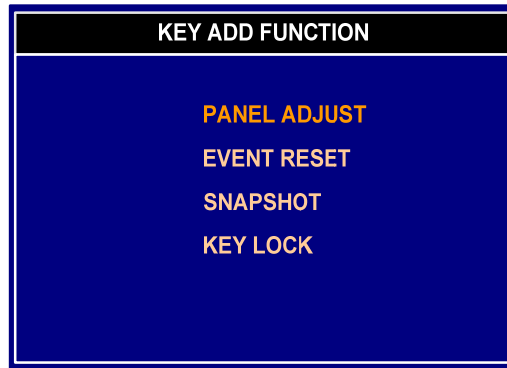 KEY ADD FUNCTION
PANEL ADJUST
EVENT RESET
SNAPSHOT
KEY LOCK